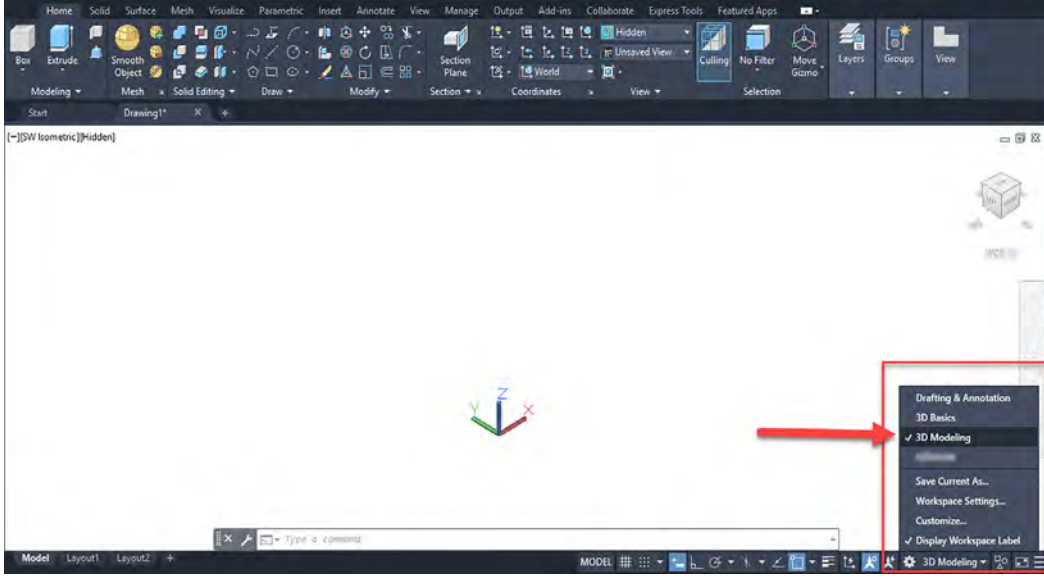 Home Solid Surface Mesh Visualize Parametric Insert Annotate View Manage Output Add-ins Collaborate Express Tools Featured Apps
Hidden
Unsaved View
World
Box Extrude Smooth Object Section Plane Culling No Filter Move Gizmo Layers Groups View
Modeling Mesh Solid Editing Draw Modify Section Coordinates View Selection
Start Drawing1* X +
[−][SW Isometric][Hidden]
Z
Y X
Drafting & Annotation
3D Basics
✓ 3D Modeling
Save Current As...
Workspace Settings...
Customize...
✓ Display Workspace Label
Type a command
Model Layout1 Layout2 +
MODEL 3D Modeling